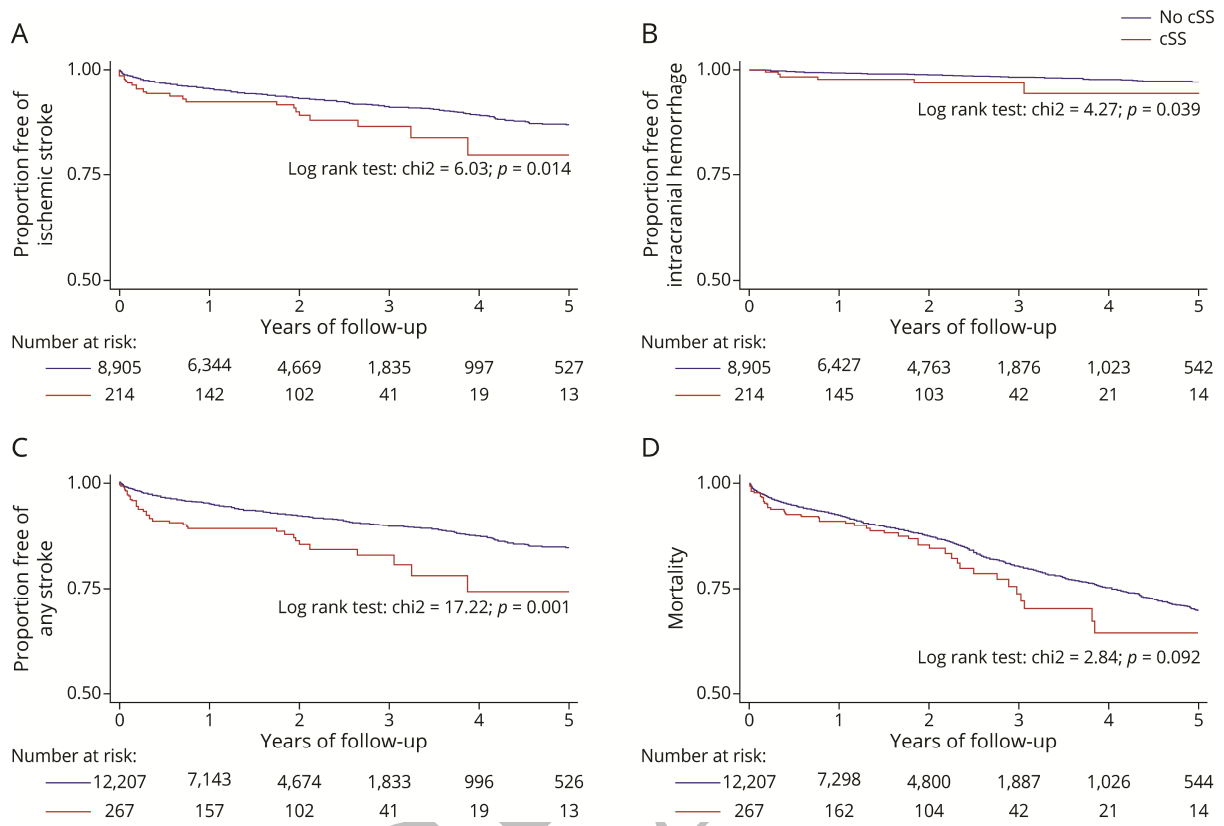 No cSS
cSS
A
Proportion free of
ischemic stroke
1.00
0.75
0.50
Log rank test: chi2 = 6.03; p = 0.014
0 1 2 3 4 5
Years of follow-up
Number at risk:
8,905 6,344 4,669 1,835 997 527
214 142 102 41 19 13
B
Proportion free of
intracranial hemorrhage
1.00
0.75
0.50
Log rank test: chi2 = 4.27; p = 0.039
0 1 2 3 4 5
Years of follow-up
Number at risk:
8,905 6,427 4,763 1,876 1,023 542
214 145 103 42 21 14
C
Proportion free of
any stroke
1.00
0.75
0.50
Log rank test: chi2 = 17.22; p = 0.001
0 1 2 3 4 5
Years of follow-up
Number at risk:
12,207 7,143 4,674 1,833 996 526
267 157 102 41 19 13
D
Mortality
1.00
0.75
0.50
Log rank test: chi2 = 2.84; p = 0.092
0 1 2 3 4 5
Years of follow-up
Number at risk:
12,207 7,298 4,800 1,887 1,026 544
267 162 104 42 21 14